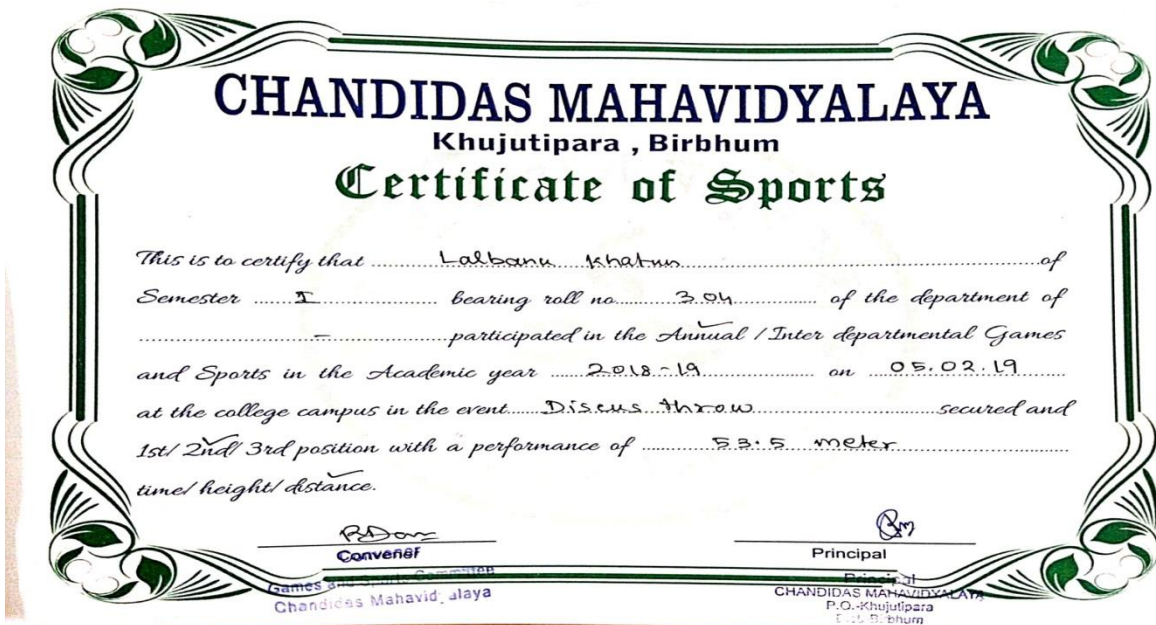 CHANDIDAS MAHAVIDYALAYA
Khujutipara , Birbhum
Certificate of Sports
This is to certify that Lalbanu Khatun of
Semester I bearing roll no. 304 of the department of
– participated in the Annual / Inter departmental Games
and Sports in the Academic year 2018-19 on 05.02.19
at the college campus in the event Discus throw secured and
1st/ 2nd/ 3rd position with a performance of 53.5 meter
time/ height/ distance.
Convener
Principal
Games and Sports Committee
Chandidas Mahavidyalaya
Principal
CHANDIDAS MAHAVIDYALAYA
P.O.-Khujutipara
Dist. Birbhum